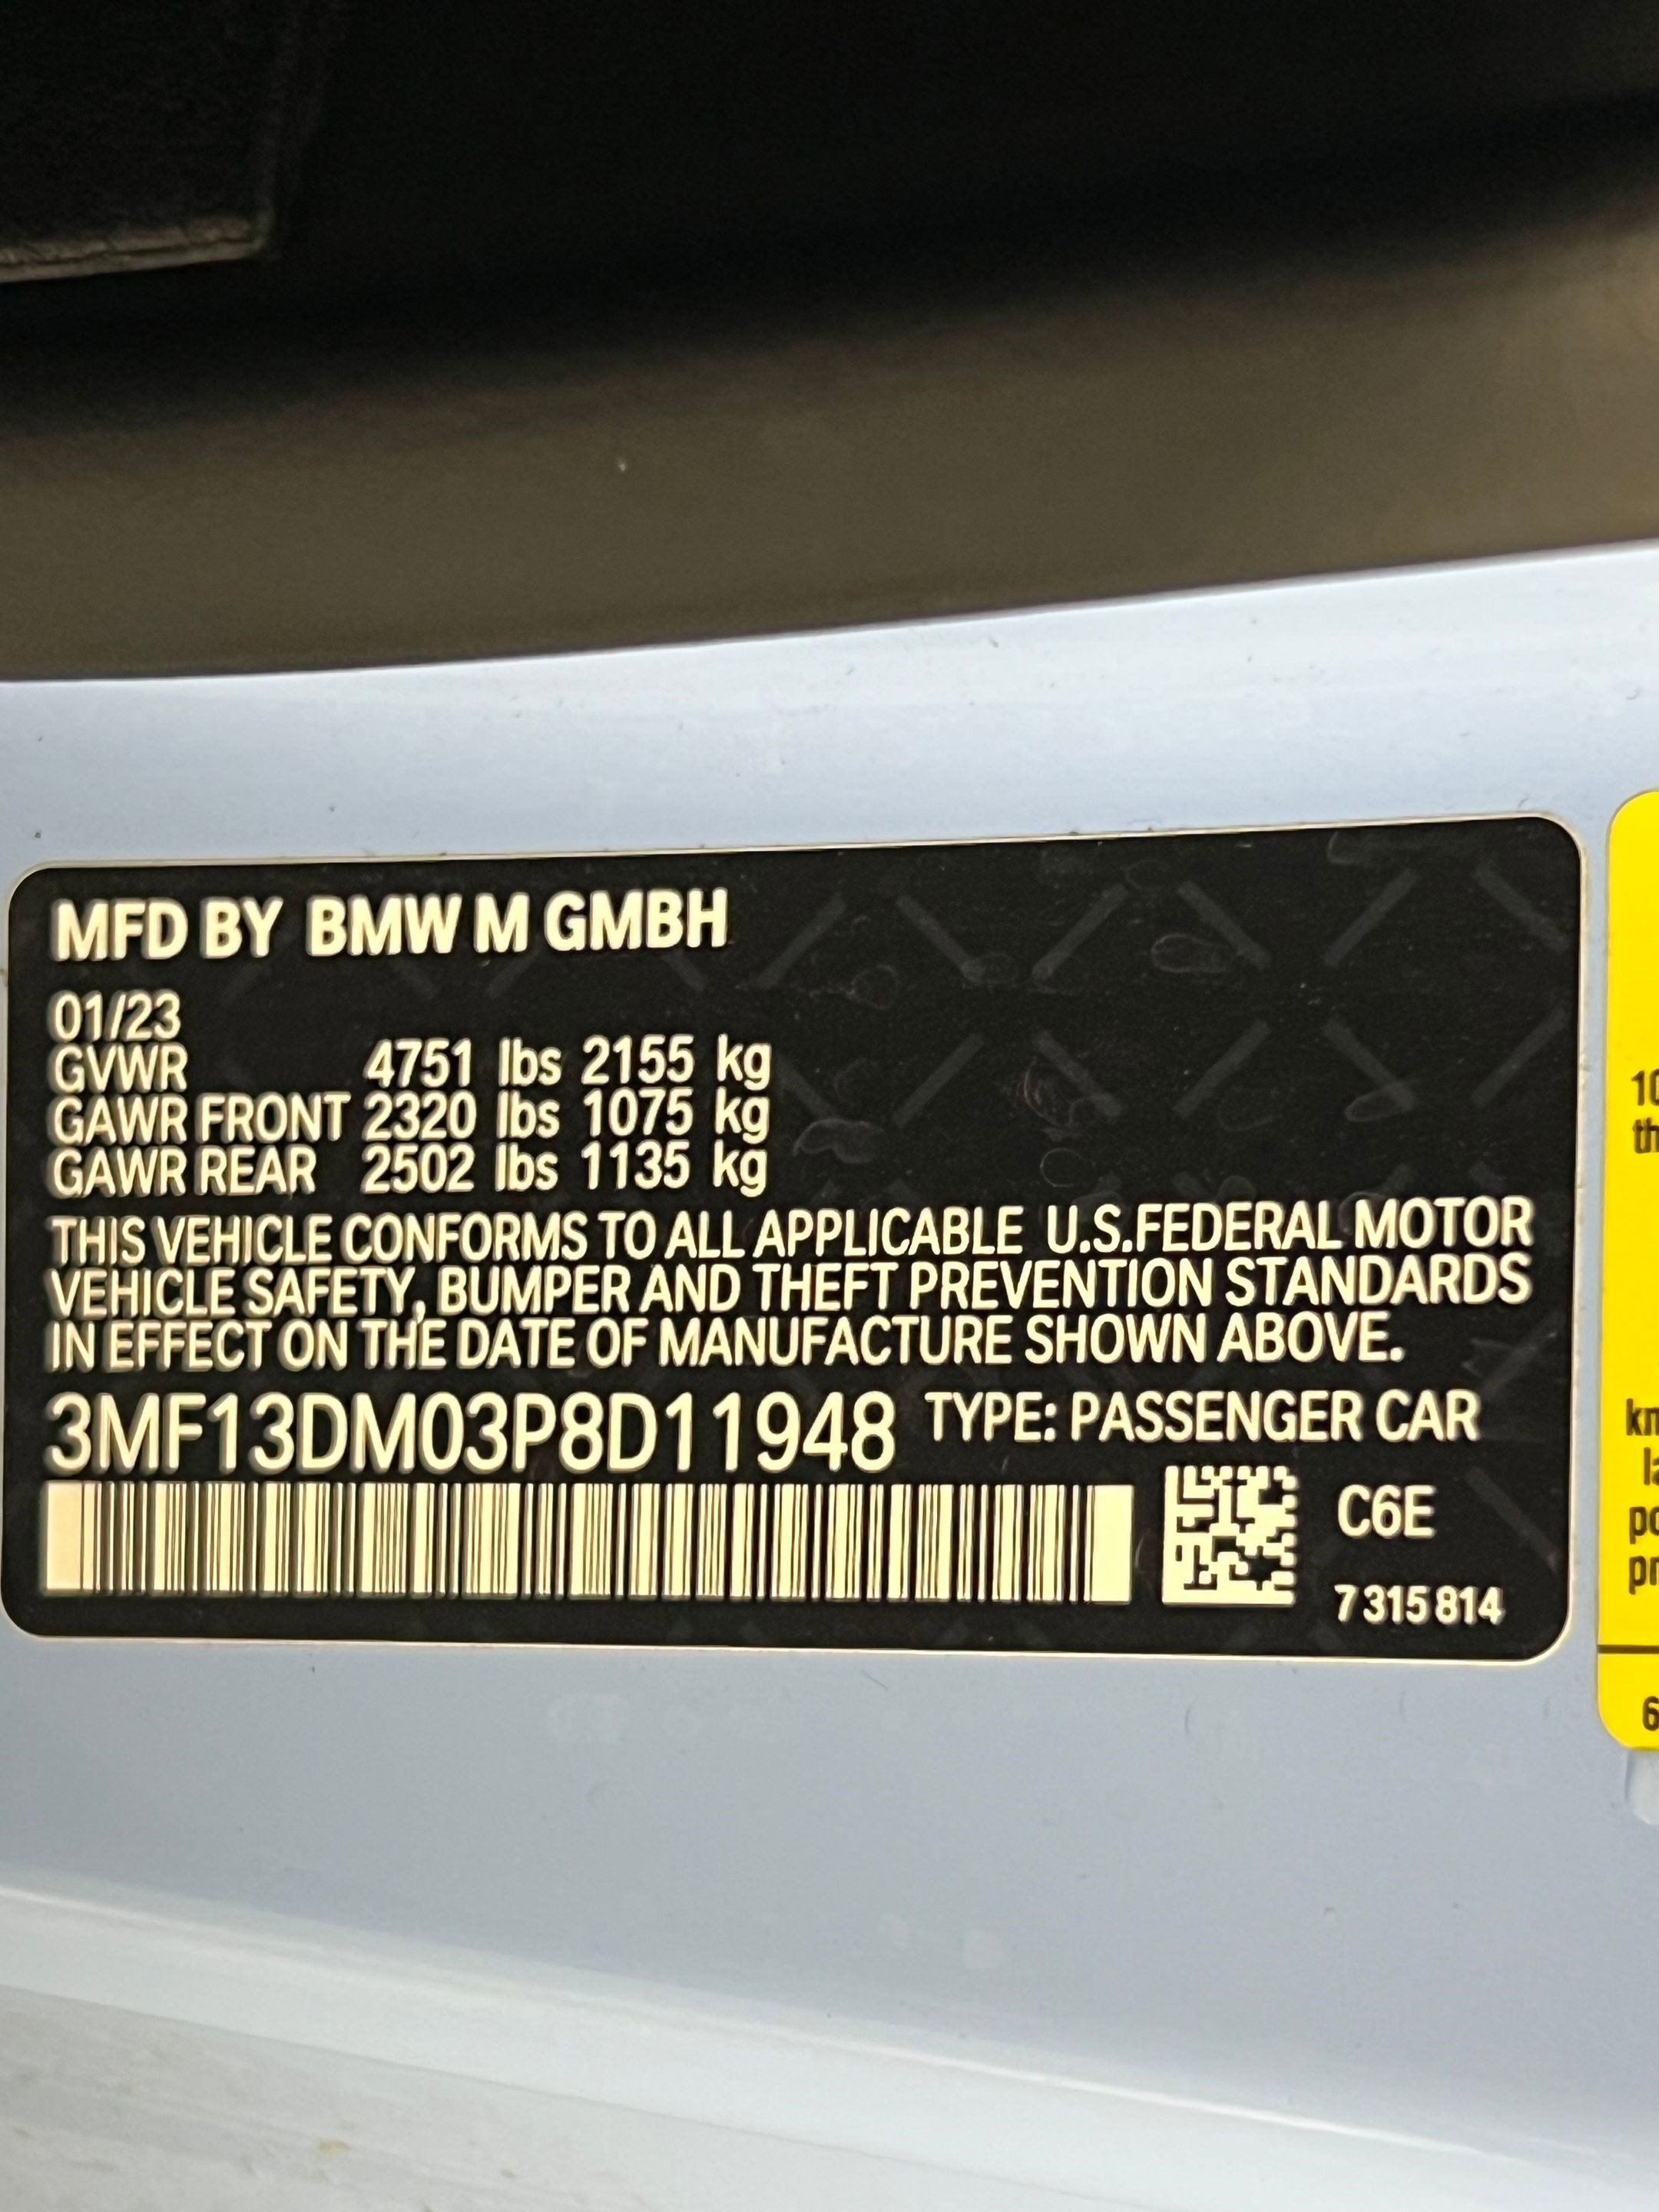 MFD BY BMW M GMBH
01/23
GVWR 4751 lbs 2155 kg
GAWR FRONT 2320 lbs 1075 kg
GAWR REAR 2502 lbs 1135 kg
THIS VEHICLE CONFORMS TO ALL APPLICABLE U.S.FEDERAL MOTOR
VEHICLE SAFETY, BUMPER AND THEFT PREVENTION STANDARDS
IN EFFECT ON THE DATE OF MANUFACTURE SHOWN ABOVE.
3MF13DM03P8D11948 TYPE: PASSENGER CAR
C6E
7 315 814